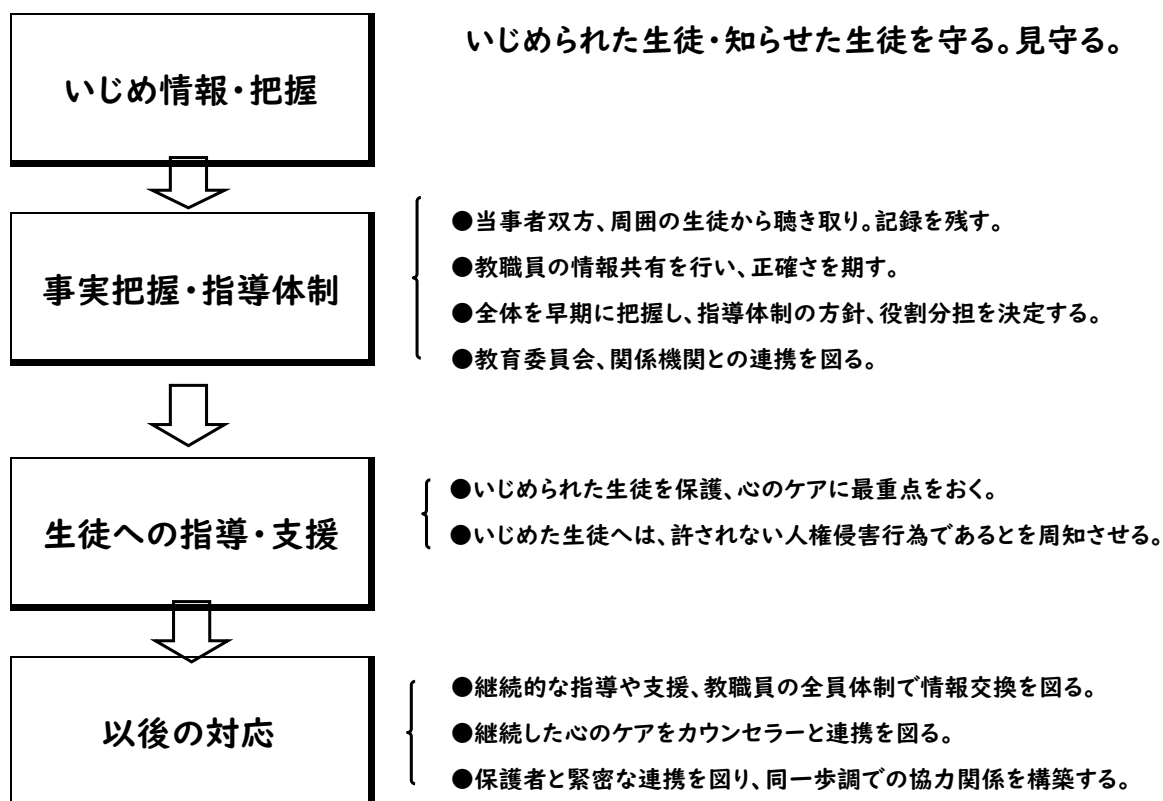 いじめられた生徒・知らせた生徒を守る。見守る。
いじめ情報・把握
事実把握・指導体制
●当事者双方、周囲の生徒から聴き取り。記録を残す。
●教職員の情報共有を行い、正確さを期す。
●全体を早期に把握し、指導体制の方針、役割分担を決定する。
●教育委員会、関係機関との連携を図る。
生徒への指導・支援
●いじめられた生徒を保護、心のケアに最重点をおく。
●いじめた生徒へは、許されない人権侵害行為であるとを周知させる。
以後の対応
●継続的な指導や支援、教職員の全員体制で情報交換を図る。
●継続した心のケアをカウンセラーと連携を図る。
●保護者と緊密な連携を図り、同一歩調での協力関係を構築する。